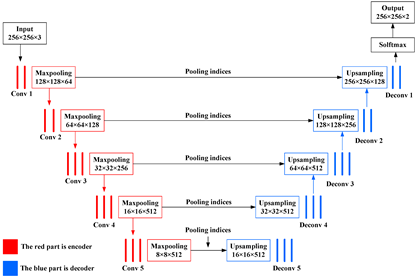 Input
256×256×3
Output
256×256×2
Solftmax
Maxpooling
128×128×64
Conv 1
Pooling indices
Upsampling
256×256×128
Deconv 1
Maxpooling
64×64×128
Conv 2
Pooling indices
Upsampling
128×128×256
Deconv 2
Maxpooling
32×32×256
Conv 3
Pooling indices
Upsampling
64×64×512
Deconv 3
Maxpooling
16×16×512
Conv 4
Pooling indices
Upsampling
32×32×512
Deconv 4
Maxpooling
8×8×512
Conv 5
Pooling indices
Upsampling
16×16×512
Deconv 5
The red part is encoder
The blue part is decoder